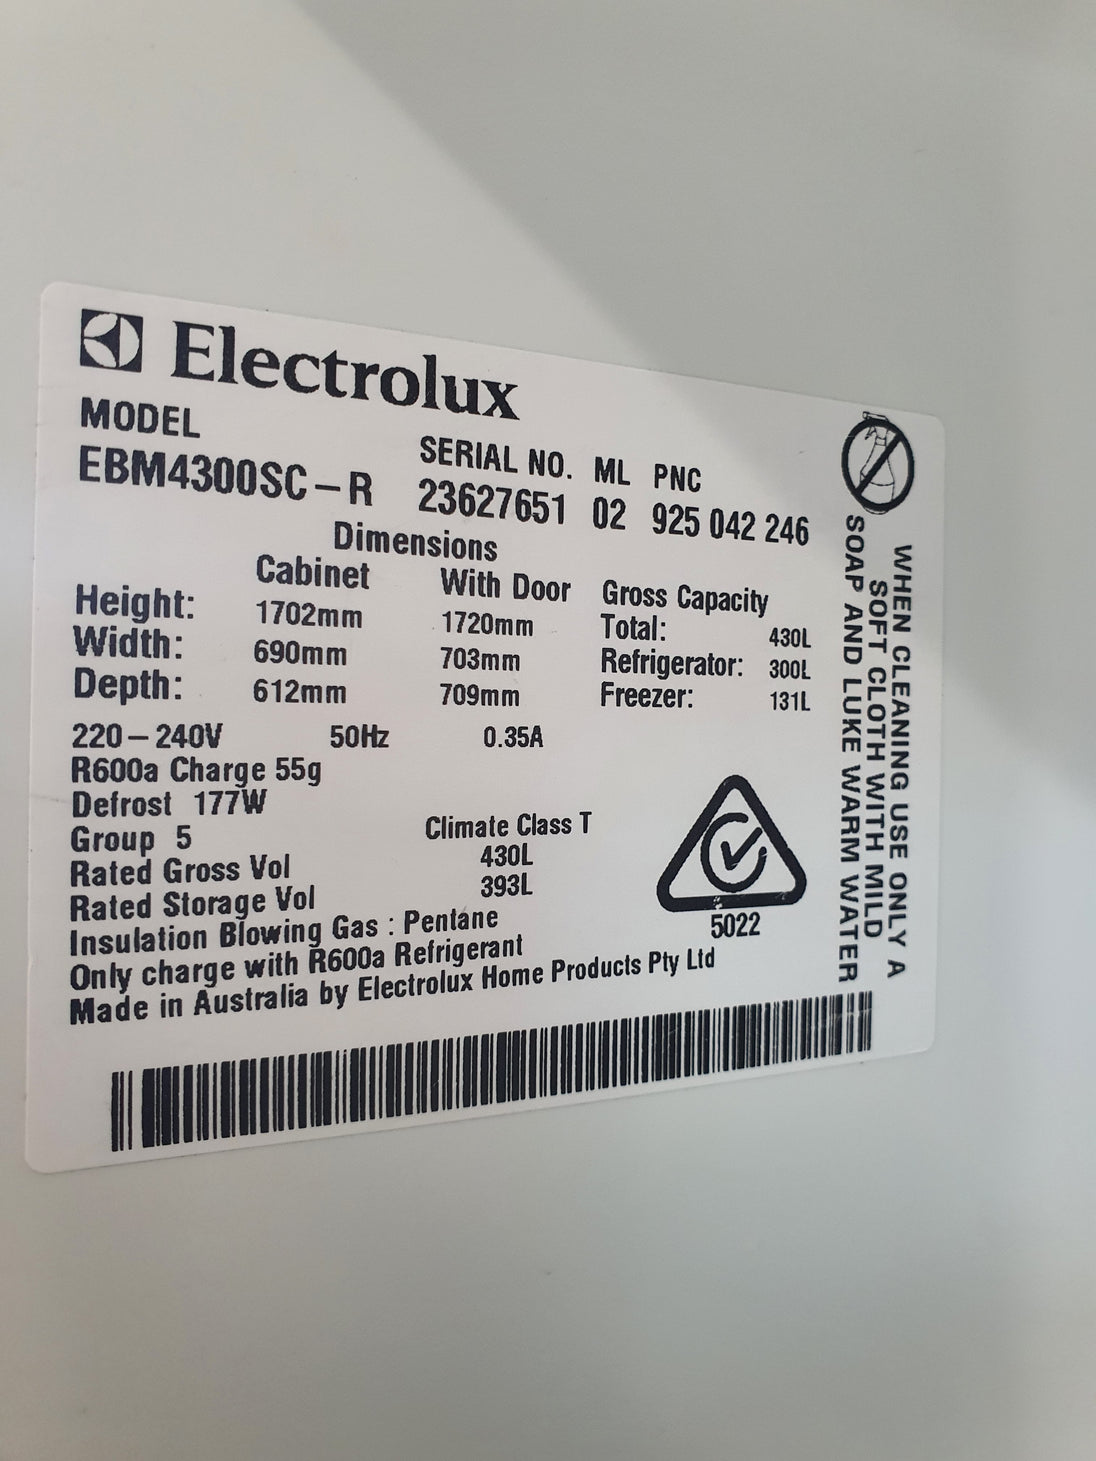 Electrolux
MODEL SERIAL NO. ML PNC
EBM4300SC-R 23627651 02 925 042 246
Dimensions
Cabinet With Door Gross Capacity
Height: 1702mm 1720mm Total: 430L
Width: 690mm 703mm Refrigerator: 300L
Depth: 612mm 709mm Freezer: 131L
220-240V 50Hz 0.35A
R600a Charge 55g
Defrost 177W
Group 5 Climate Class T
Rated Gross Vol 430L
Rated Storage Vol 393L
Insulation Blowing Gas : Pentane
Only charge with R600a Refrigerant
Made in Australia by Electrolux Home Products Pty Ltd
5022
WHEN CLEANING USE ONLY A
SOFT CLOTH WITH MILD
SOAP AND LUKE WARM WATER